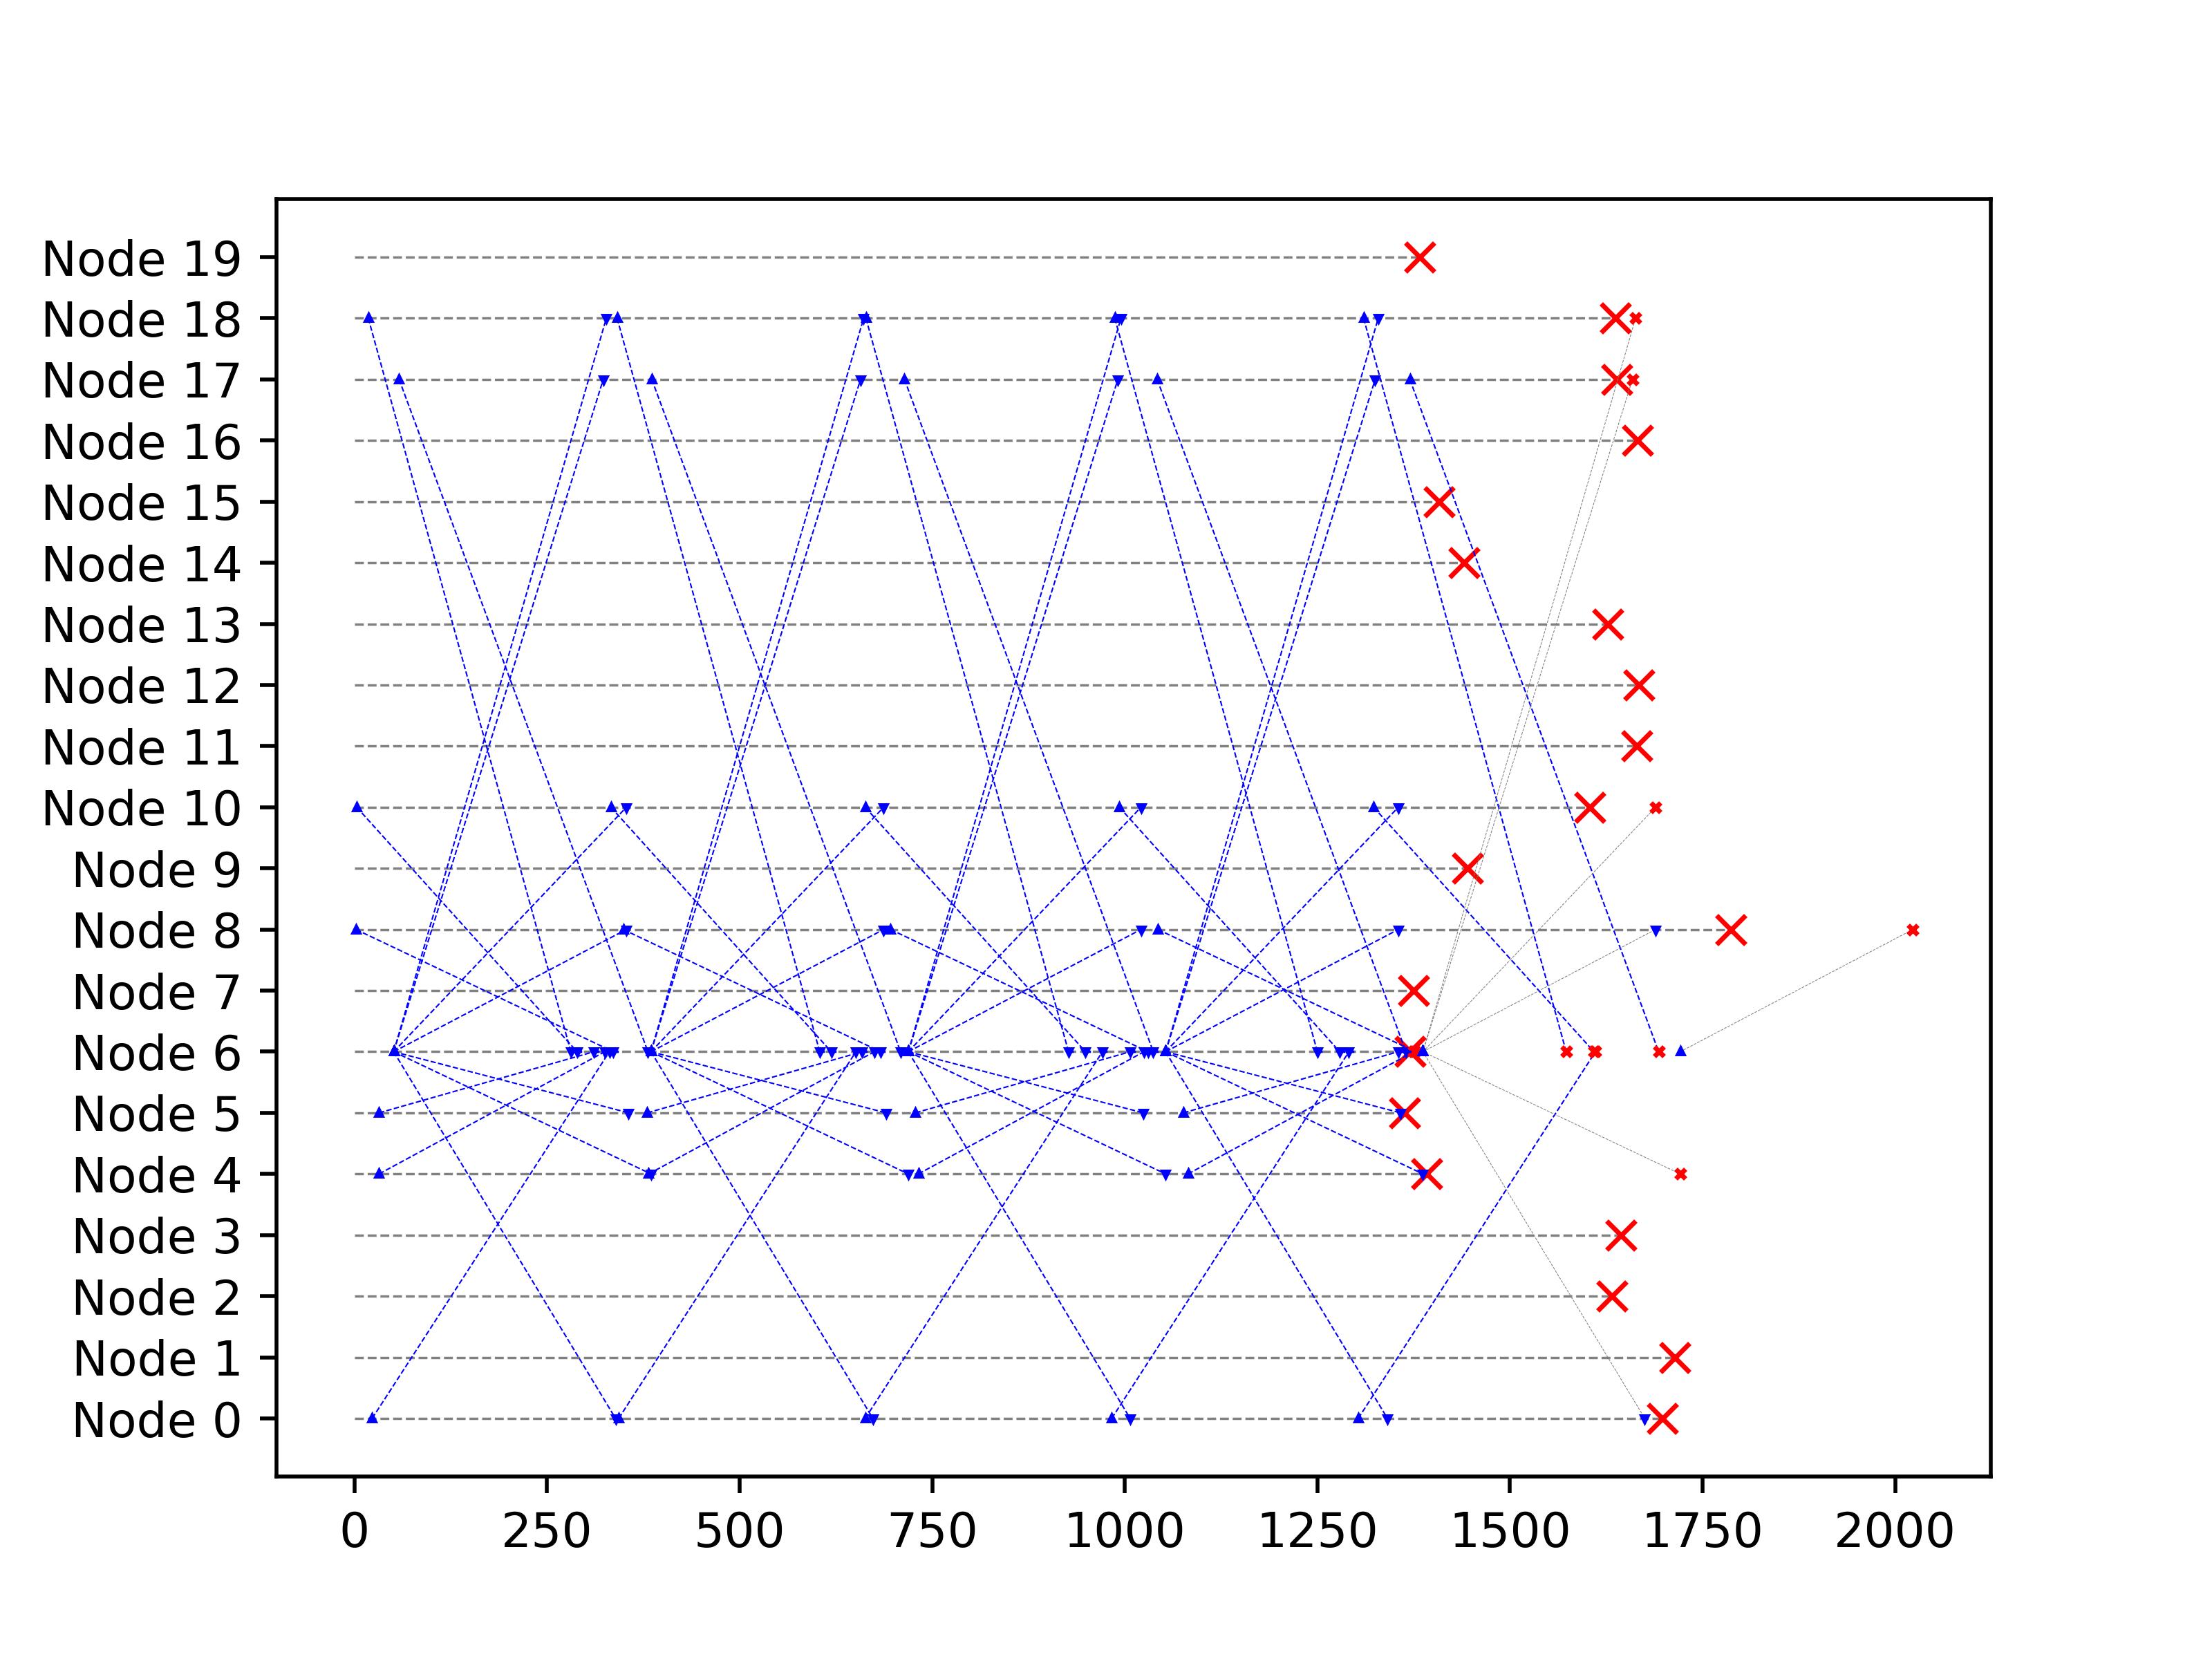 Node 19
Node 18
Node 17
Node 16
Node 15
Node 14
Node 13
Node 12
Node 11
Node 10
Node 9
Node 8
Node 7
Node 6
Node 5
Node 4
Node 3
Node 2
Node 1
Node 0
0 250 500 750 1000 1250 1500 1750 2000